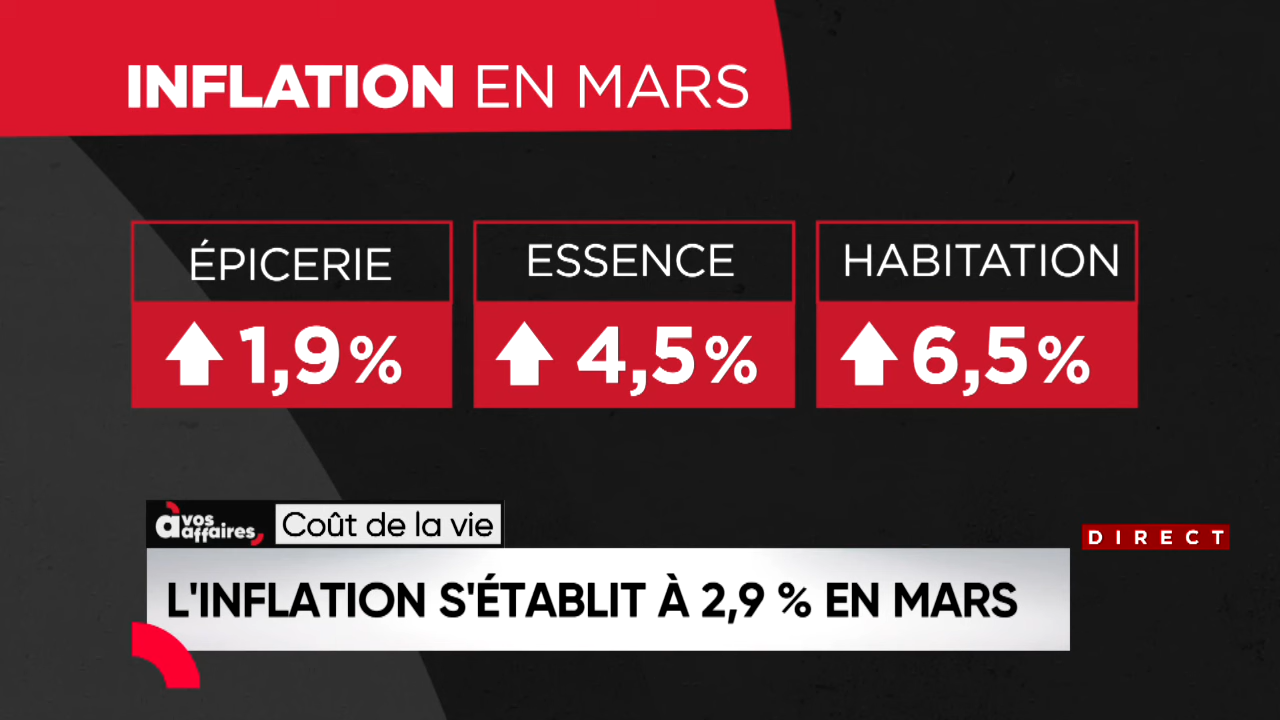 INFLATION EN MARS
ÉPICERIE
1,9%
ESSENCE
4,5%
HABITATION
6,5%
à vos affaires
Coût de la vie
DIRECT
L'INFLATION S'ÉTABLIT À 2,9 % EN MARS